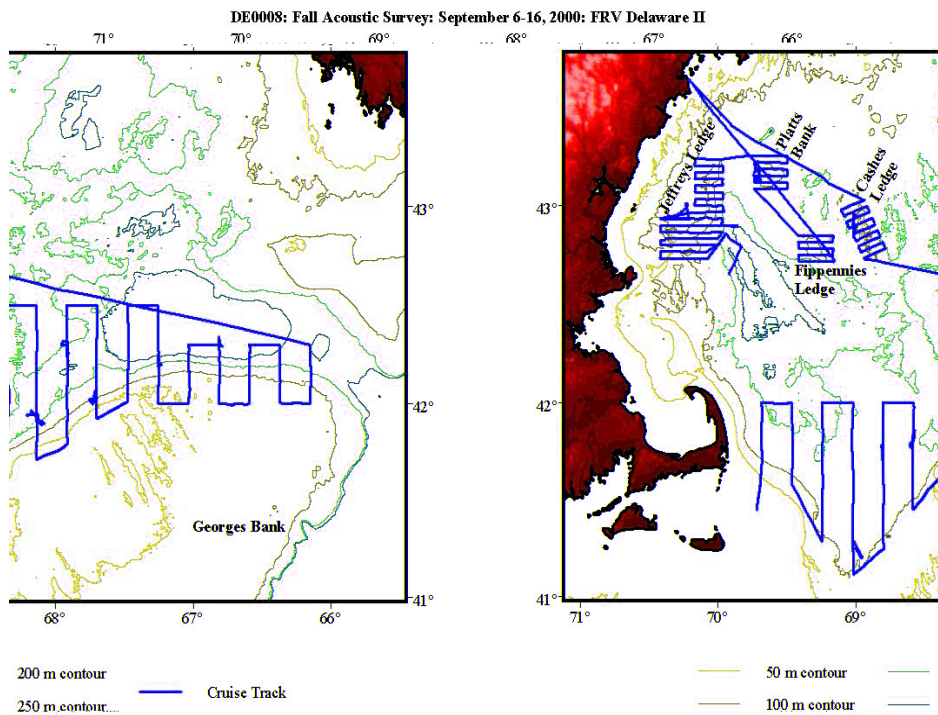 DE0008: Fall Acoustic Survey: September 6-16, 2000: FRV Delaware II
71° 70° 69° 68° 67° 66°
Jeffreys Ledge
Platts
Bank
Cashes
Ledge
43° 43°
Fippennies
Ledge
42° 42°
Georges Bank
41° 41°
68° 67° 66° 71° 70° 69°
200 m contour
50 m contour
Cruise Track
250 m contour
100 m contour